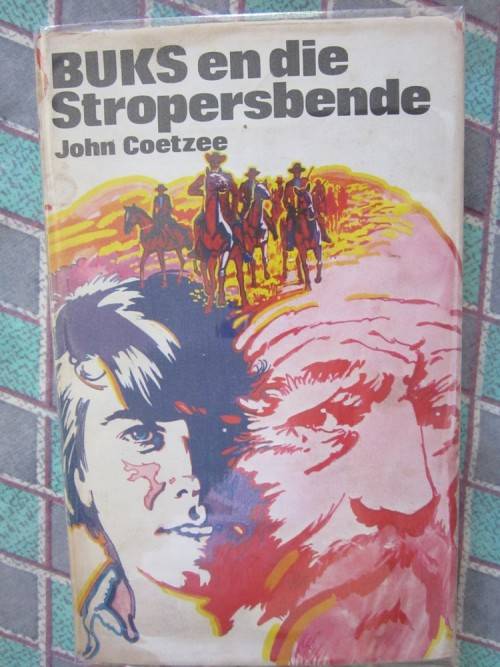 BUKS en die
Stropersbende
John Coetzee